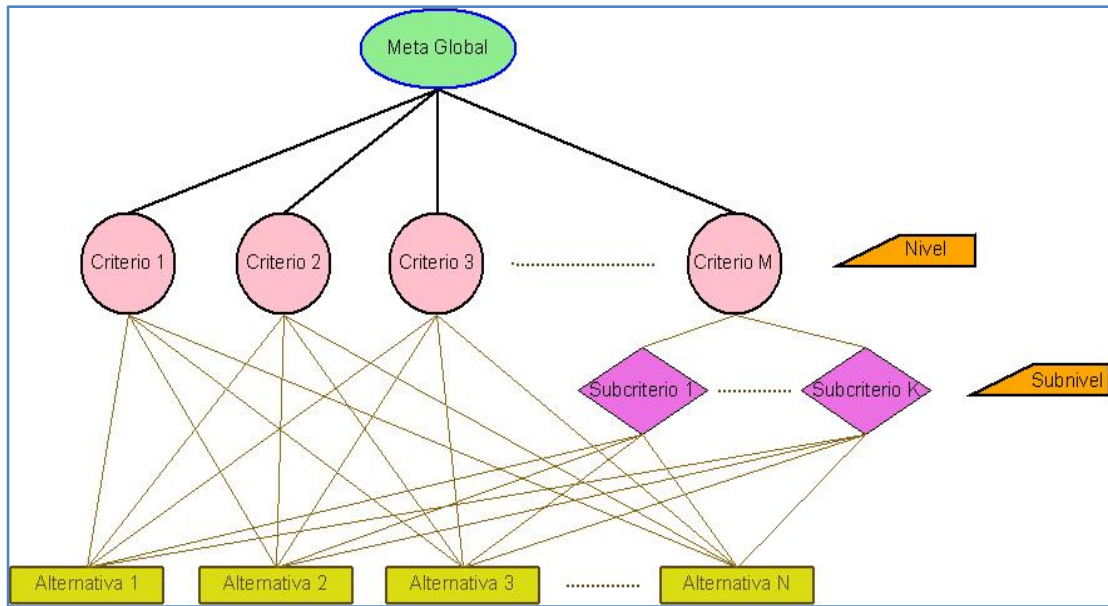 Meta Global
Criterio 1
Criterio 2
Criterio 3
Criterio M
Nivel
Subcriterio 1
Subcriterio K
Subnivel
Alternativa 1
Alternativa 2
Alternativa 3
Alternativa N